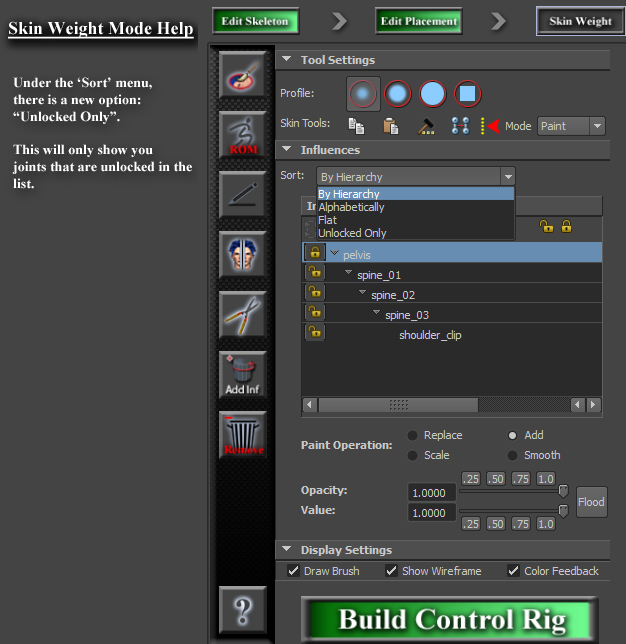 Skin Weight Mode Help
Under the ‘Sort’ menu,
there is a new option:
“Unlocked Only”.
This will only show you
joints that are unlocked in the
list.
Edit Skeleton
Edit Placement
Skin Weight
ROM
Add Inf
Remove
?
Tool Settings
Profile:
Skin Tools:
Mode Paint
Influences
Sort: By Hierarchy
By Hierarchy
Alphabetically
Flat
Unlocked Only
pelvis
spine_01
spine_02
spine_03
shoulder_clip
Paint Operation: Replace Add
Scale Smooth
.25 .50 .75 1.0
Opacity: 1.0000
Value: 1.0000
Flood
.25 .50 .75 1.0
Display Settings
Draw Brush Show Wireframe Color Feedback
Build Control Rig